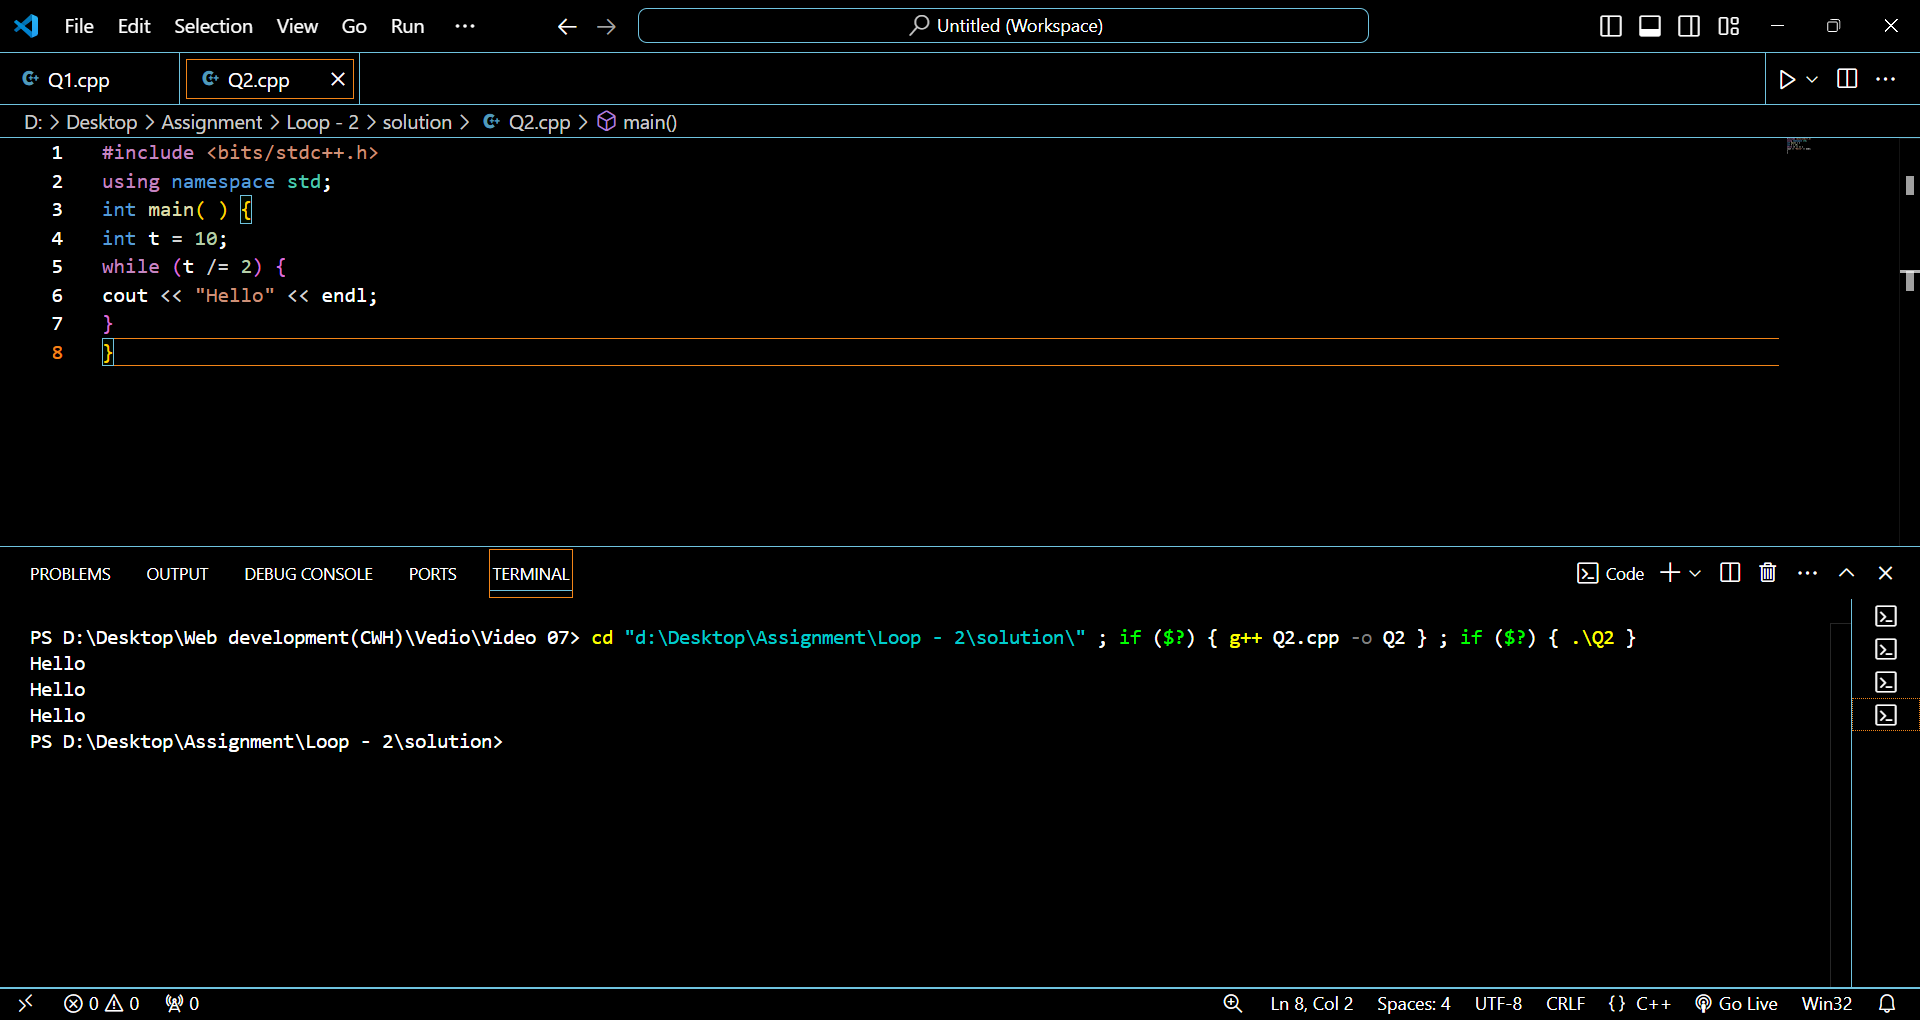 File Edit Selection View Go Run ··· Untitled (Workspace)
Q1.cpp Q2.cpp
D: > Desktop > Assignment > Loop - 2 > solution > Q2.cpp > main()
1 #include <bits/stdc++.h>
2 using namespace std;
3 int main( ) {
4 int t = 10;
5 while (t /= 2) {
6 cout << "Hello" << endl;
7 }
8 }
PROBLEMS OUTPUT DEBUG CONSOLE PORTS TERMINAL Code
PS D:\Desktop\Web development(CWH)\Vedio\Video 07> cd "d:\Desktop\Assignment\Loop - 2\solution\" ; if ($?) { g++ Q2.cpp -o Q2 } ; if ($?) { .\Q2 }
Hello
Hello
Hello
PS D:\Desktop\Assignment\Loop - 2\solution>
0 0 0 Ln 8, Col 2 Spaces: 4 UTF-8 CRLF {} C++ Go Live Win32